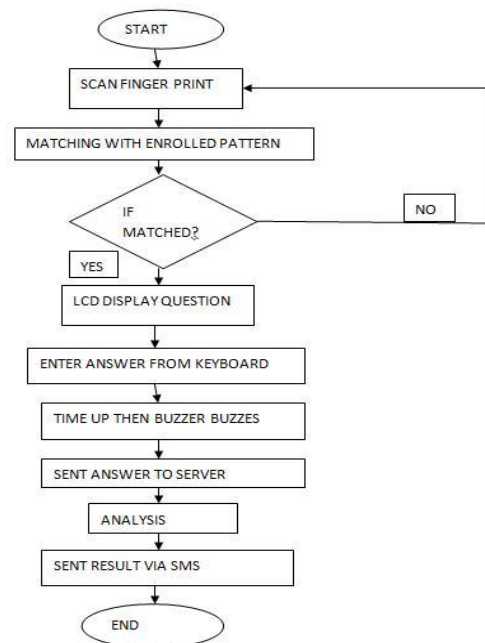 START
SCAN FINGER PRINT
MATCHING WITH ENROLLED PATTERN
IF
MATCHED?
NO
YES
LCD DISPLAY QUESTION
ENTER ANSWER FROM KEYBOARD
TIME UP THEN BUZZER BUZZES
SENT ANSWER TO SERVER
ANALYSIS
SENT RESULT VIA SMS
END